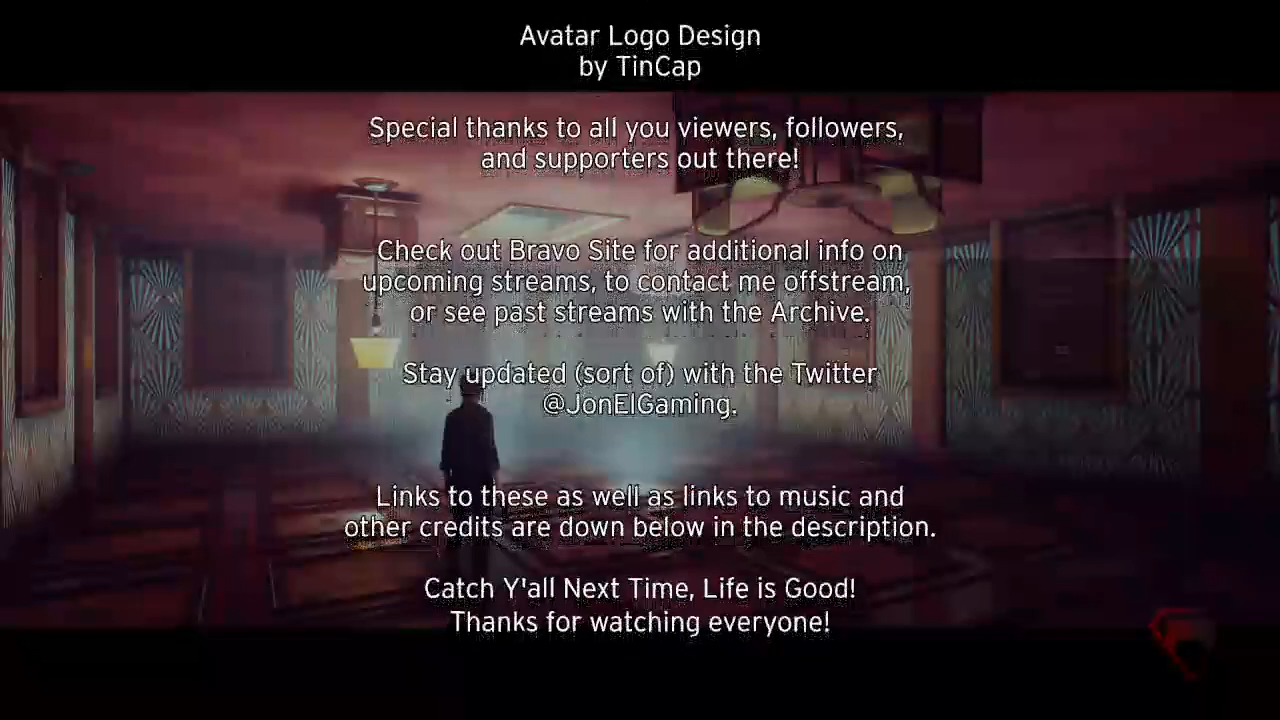 Avatar Logo Design
by TinCap
Special thanks to all you viewers, followers,
and supporters out there!
Check out Bravo Site for additional info on
upcoming streams, to contact me offstream,
or see past streams with the Archive.
Stay updated (sort of) with the Twitter
@JonElGaming.
Links to these as well as links to music and
other credits are down below in the description.
Catch Y'all Next Time, Life is Good!
Thanks for watching everyone!